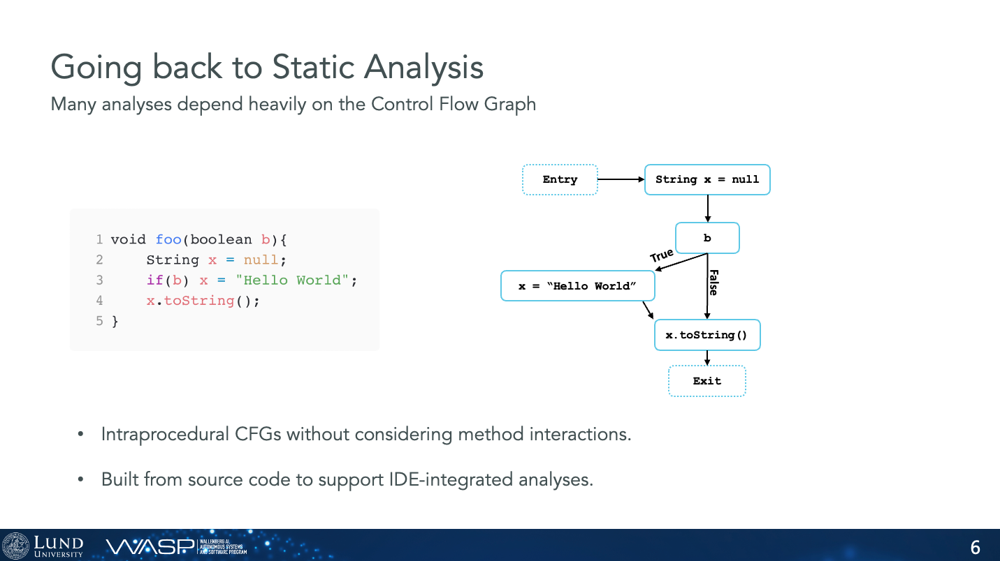 Going back to Static Analysis
Many analyses depend heavily on the Control Flow Graph
1 void foo(boolean b){
2     String x = null;
3     if(b) x = "Hello World";
4     x.toString();
5 }
Entry
String x = null
b
True
False
x = “Hello World”
x.toString()
Exit
• Intraprocedural CFGs without considering method interactions.
• Built from source code to support IDE-integrated analyses.
LUND
UNIVERSITY
WASP
WALLENBERG AI,
AUTONOMOUS SYSTEMS
AND SOFTWARE PROGRAM
6